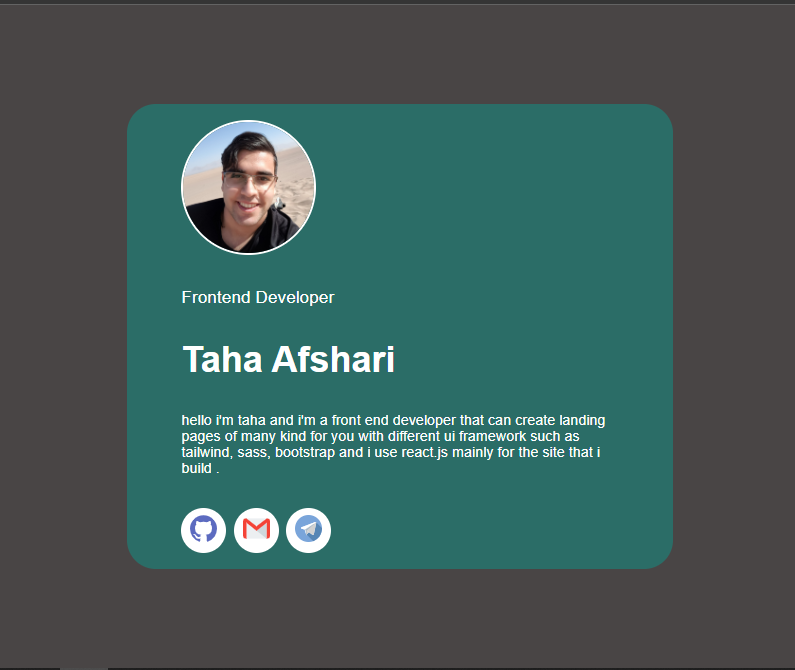 Frontend Developer
Taha Afshari
hello i'm taha and i'm a front end developer that can create landing
pages of many kind for you with different ui framework such as
tailwind, sass, bootstrap and i use react.js mainly for the site that i
build .